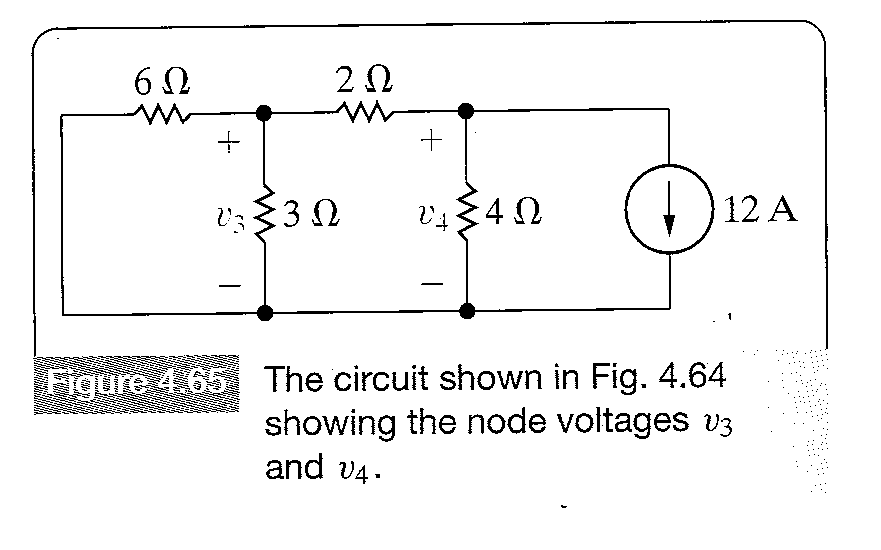 6 Ω 2 Ω
+ +
v3 3 Ω v4 4 Ω 12 A
− −
Figure 4.65 The circuit shown in Fig. 4.64
showing the node voltages v3
and v4.